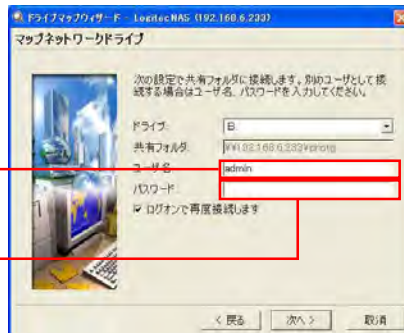 ドライブマップウィザード - Logitec NAS (192.168.6.233)
マップネットワークドライブ
次の設定で共有フォルダに接続します。別のユーザとして接
続する場合はユーザ名、パスワードを入力してください。
ドライブ
共有フォルダ ¥¥192.168.6.233¥photo
ユーザ名 admin
パスワード
ログオンで再度接続します
< 戻る 次へ > 取消